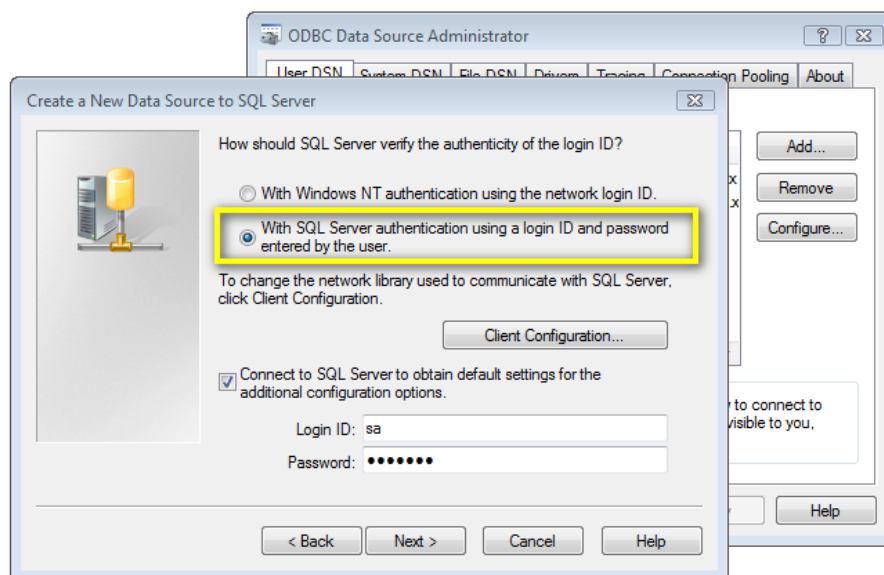 ODBC Data Source Administrator
User DSN System DSN File DSN Drivers Tracing Connection Pooling About
Create a New Data Source to SQL Server
How should SQL Server verify the authenticity of the login ID?
With Windows NT authentication using the network login ID.
With SQL Server authentication using a login ID and password
entered by the user.
To change the network library used to communicate with SQL Server,
click Client Configuration.
Client Configuration...
Connect to SQL Server to obtain default settings for the
additional configuration options.
Login ID: sa
Password: •••••••
< Back Next > Cancel Help
Add...
Remove
Configure...
to connect to
visible to you,
Help